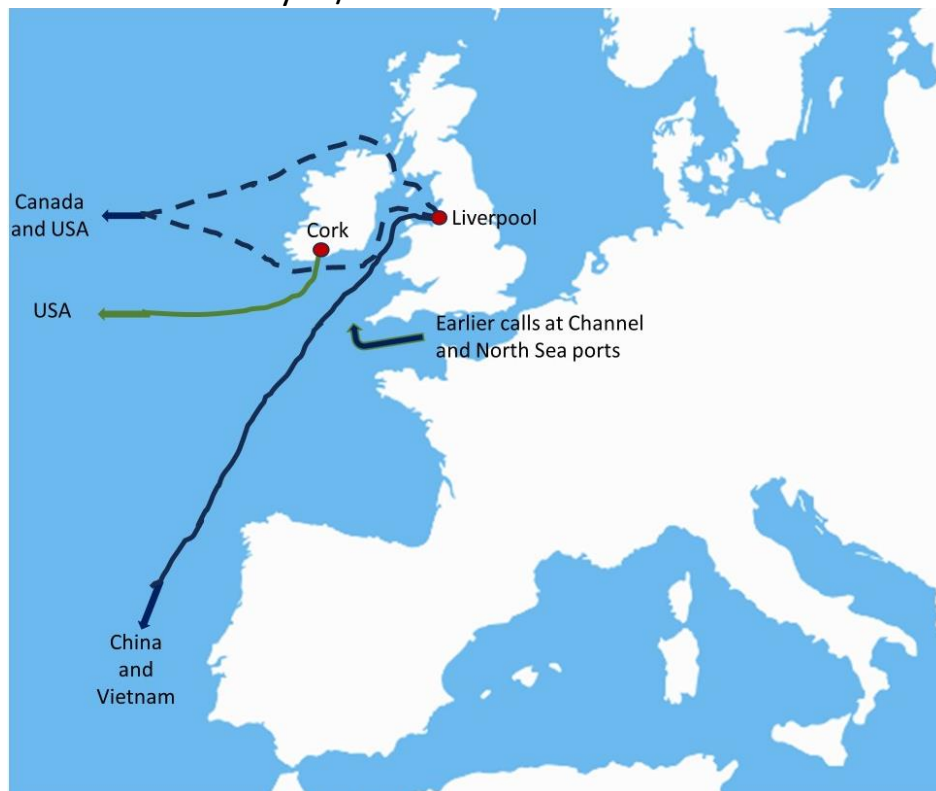 Canada
and USA
Cork
Liverpool
USA
Earlier calls at Channel
and North Sea ports
China
and
Vietnam